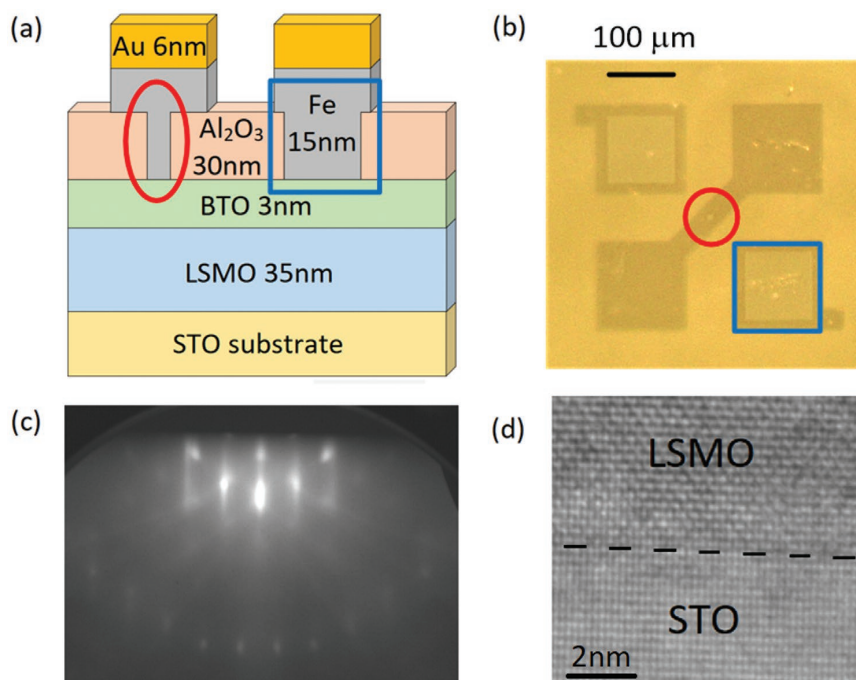 (a)
Au 6nm
Fe
15nm
Al₂O₃
30nm
BTO 3nm
LSMO 35nm
STO substrate
(b)
100 μm
(c)
(d)
LSMO
STO
2nm